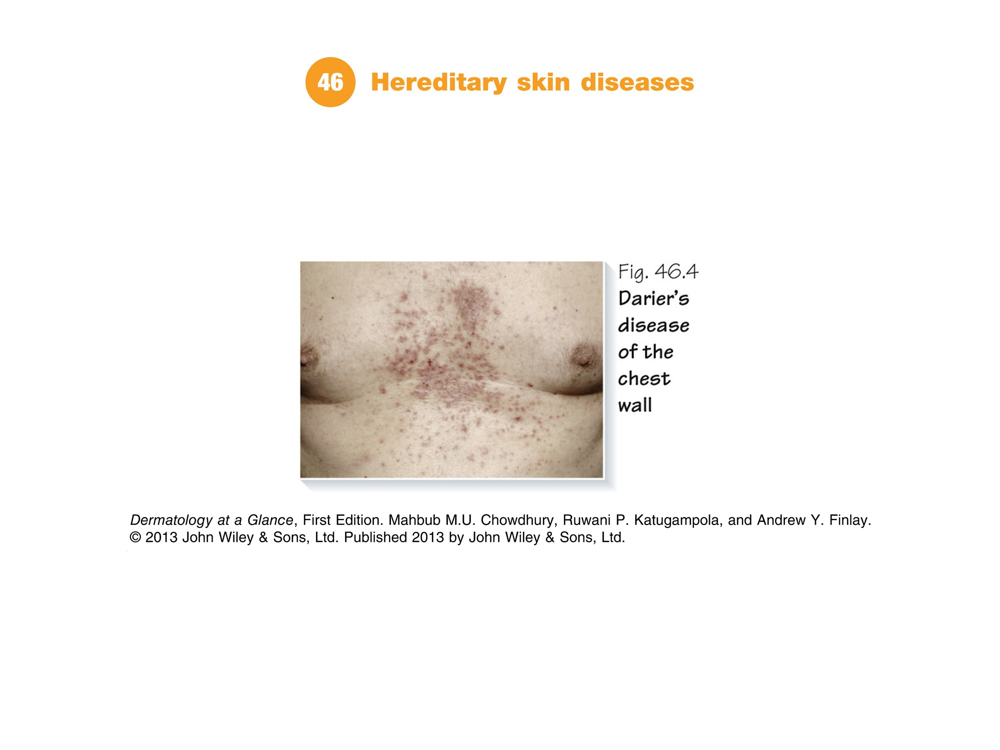 46 Hereditary skin diseases
Fig. 46.4
Darier's
disease
of the
chest
wall
Dermatology at a Glance, First Edition. Mahbub M.U. Chowdhury, Ruwani P. Katugampola, and Andrew Y. Finlay.
© 2013 John Wiley & Sons, Ltd. Published 2013 by John Wiley & Sons, Ltd.